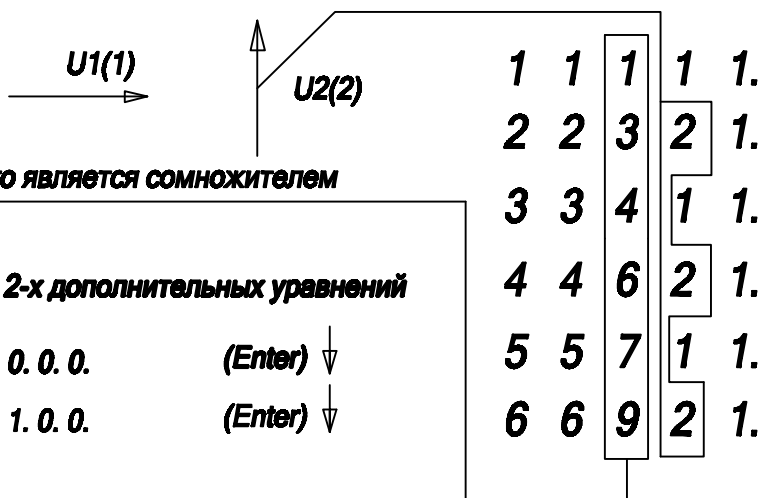 U1(1)
U2(2)
является сомножителем
2-х дополнительных уравнений
0. 0. 0. (Enter)
1. 0. 0. (Enter)
1 1 1 1 1.
2 2 3 2 1.
3 3 4 1 1.
4 4 6 2 1.
5 5 7 1 1.
6 6 9 2 1.